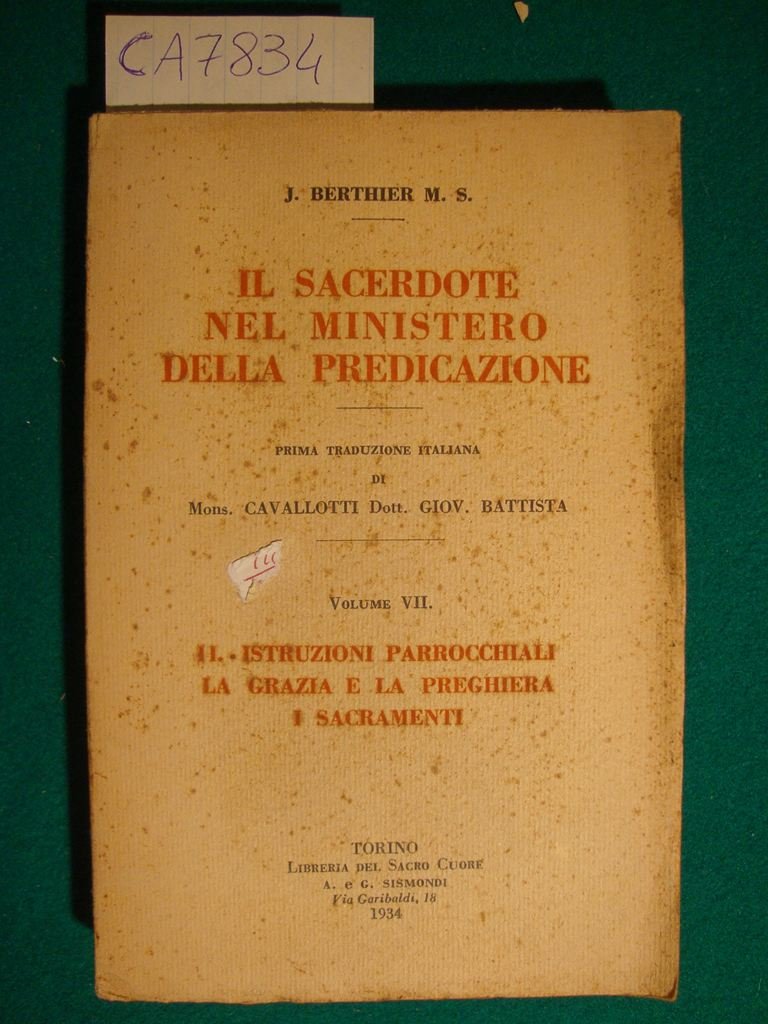 CA7834
J. BERTHIER M. S.
IL SACERDOTE
NEL MINISTERO
DELLA PREDICAZIONE
PRIMA TRADUZIONE ITALIANA
DI
Mons. CAVALLOTTI Dott. GIOV. BATTISTA
VOLUME VII.
II. - ISTRUZIONI PARROCCHIALI
LA GRAZIA E LA PREGHIERA
I SACRAMENTI
TORINO
LIBRERIA DEL SACRO CUORE
A. e G. SISMONDI
Via Garibaldi, 18
1934